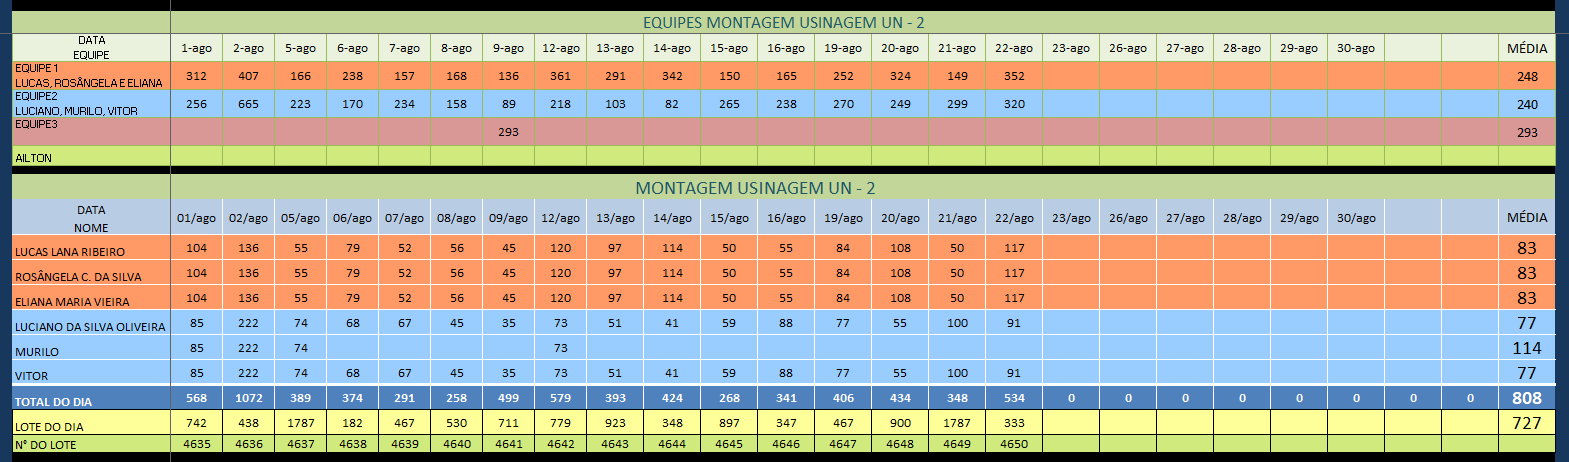 EQUIPES MONTAGEM USINAGEM UN - 2
DATA
EQUIPE 1-ago 2-ago 5-ago 6-ago 7-ago 8-ago 9-ago 12-ago 13-ago 14-ago 15-ago 16-ago 19-ago 20-ago 21-ago 22-ago 23-ago 26-ago 27-ago 28-ago 29-ago 30-ago MÉDIA
EQUIPE 1
LUCAS, ROSÂNGELA E ELIANA 312 407 166 238 157 168 136 361 291 342 150 165 252 324 149 352 248
EQUIPE2
LUCIANO, MURILO, VITOR 256 665 223 170 234 158 89 218 103 82 265 238 270 249 299 320 240
EQUIPE3 293 293
AILTON
MONTAGEM USINAGEM UN - 2
DATA
NOME 01/ago 02/ago 05/ago 06/ago 07/ago 08/ago 09/ago 12/ago 13/ago 14/ago 15/ago 16/ago 19/ago 20/ago 21/ago 22/ago 23/ago 26/ago 27/ago 28/ago 29/ago 30/ago MÉDIA
LUCAS LANA RIBEIRO 104 136 55 79 52 56 45 120 97 114 50 55 84 108 50 117 83
ROSÂNGELA C. DA SILVA 104 136 55 79 52 56 45 120 97 114 50 55 84 108 50 117 83
ELIANA MARIA VIEIRA 104 136 55 79 52 56 45 120 97 114 50 55 84 108 50 117 83
LUCIANO DA SILVA OLIVEIRA 85 222 74 68 67 45 35 73 51 41 59 88 77 55 100 91 77
MURILO 85 222 74 73 114
VITOR 85 222 74 68 67 45 35 73 51 41 59 88 77 55 100 91 77
TOTAL DO DIA 568 1072 389 374 291 258 499 579 393 424 268 341 406 434 348 534 0 0 0 0 0 0 0 0 808
LOTE DO DIA 742 438 1787 182 467 530 711 779 923 348 897 347 467 900 1787 333 727
N° DO LOTE 4635 4636 4637 4638 4639 4640 4641 4642 4643 4644 4645 4646 4647 4648 4649 4650